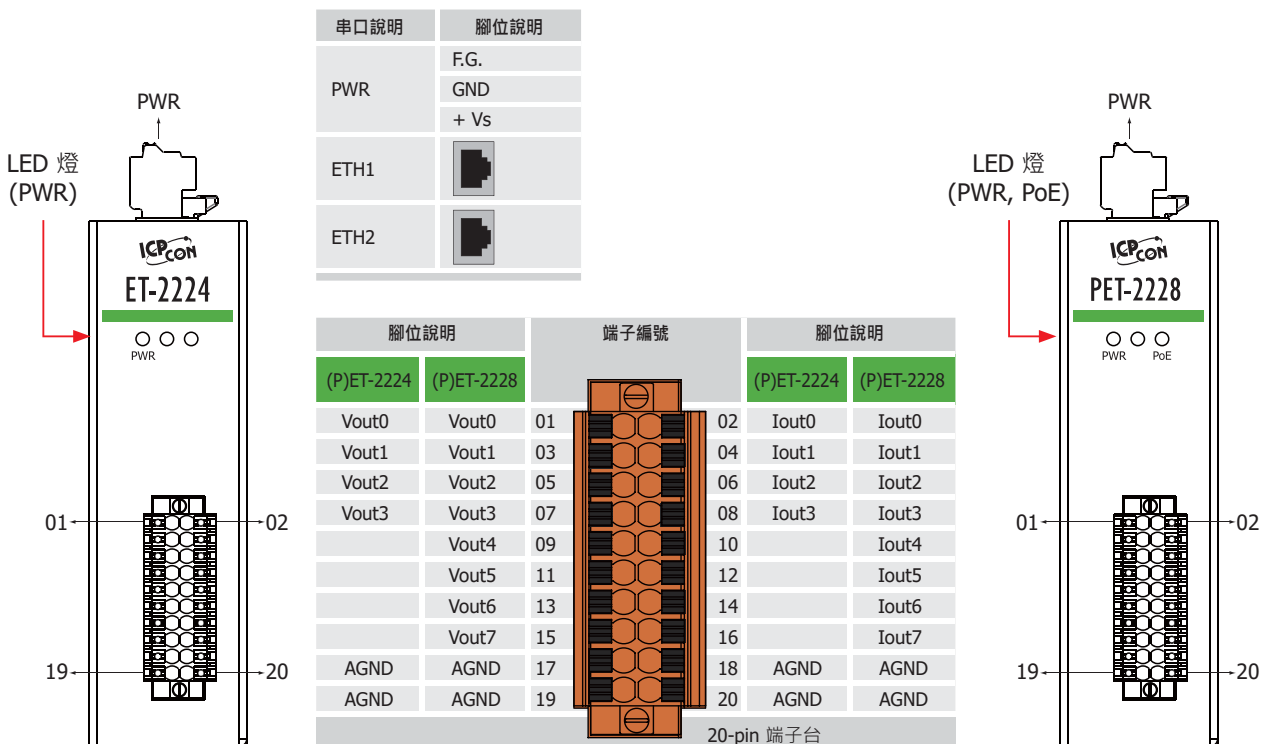 串口說明 腳位說明
PWR F.G.
GND
+ Vs
ETH1
ETH2
PWR
LED 燈
(PWR)
ICP CON
ET-2224
PWR
01 02
19 20
腳位說明 端子編號 腳位說明
(P)ET-2224 (P)ET-2228 (P)ET-2224 (P)ET-2228
Vout0 Vout0 01 02 Iout0 Iout0
Vout1 Vout1 03 04 Iout1 Iout1
Vout2 Vout2 05 06 Iout2 Iout2
Vout3 Vout3 07 08 Iout3 Iout3
Vout4 09 10 Iout4
Vout5 11 12 Iout5
Vout6 13 14 Iout6
Vout7 15 16 Iout7
AGND AGND 17 18 AGND AGND
AGND AGND 19 20 AGND AGND
20-pin 端子台
PWR
LED 燈
(PWR, PoE)
ICP CON
PET-2228
PWR PoE
01 02
19 20